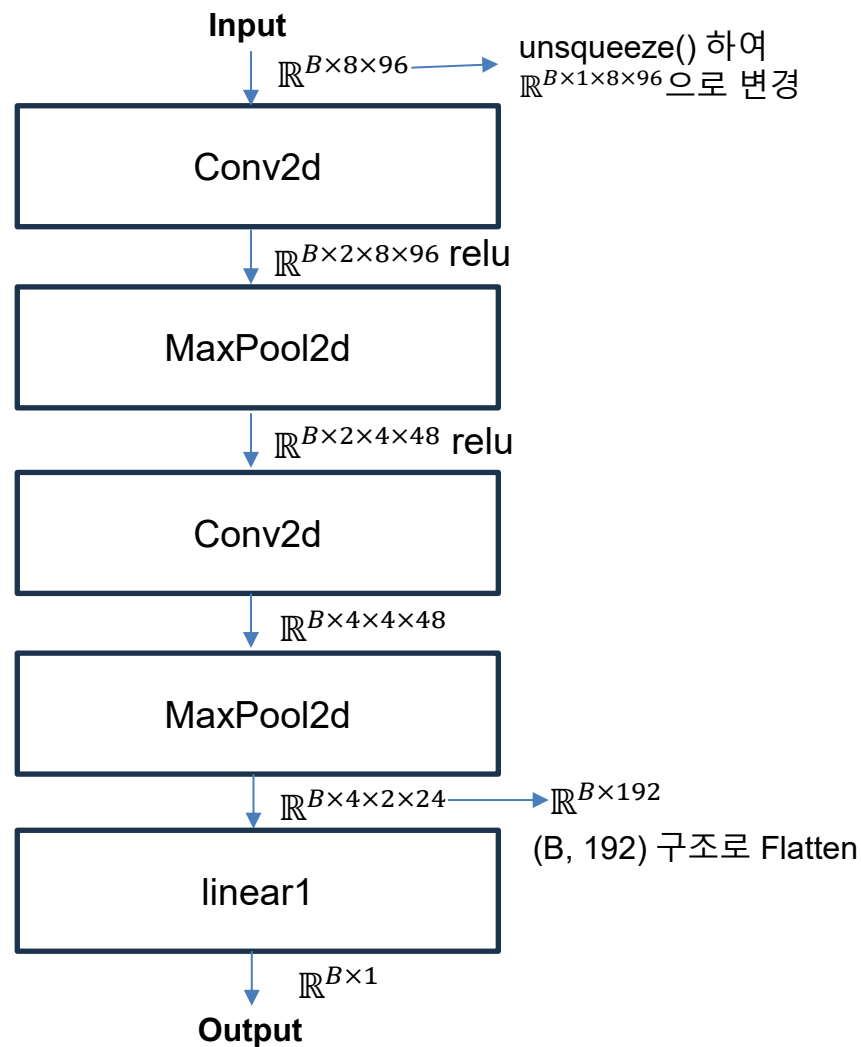 Input
ℝ^{B×8×96}
unsqueeze() 하여
ℝ^{B×1×8×96}으로 변경
Conv2d
ℝ^{B×2×8×96} relu
MaxPool2d
ℝ^{B×2×4×48} relu
Conv2d
ℝ^{B×4×4×48}
MaxPool2d
ℝ^{B×4×2×24}
ℝ^{B×192}
(B, 192) 구조로 Flatten
linear1
ℝ^{B×1}
Output